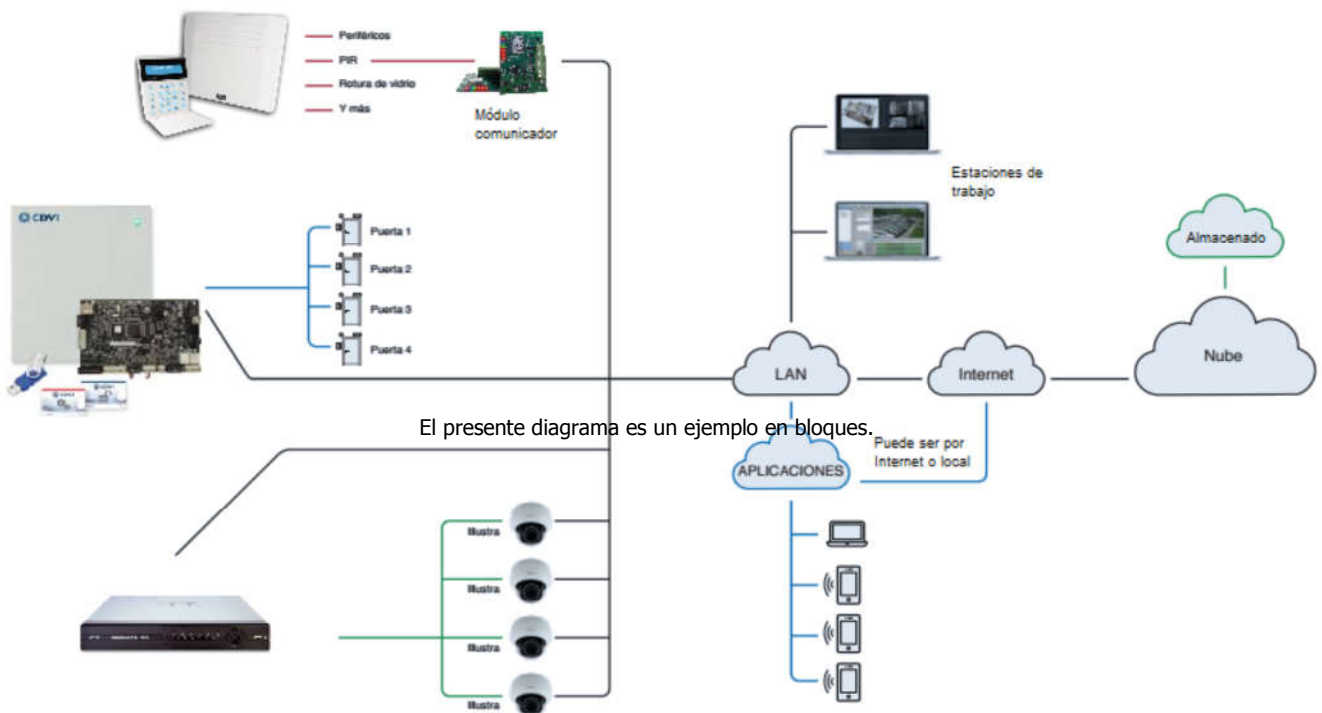 Periféricos
PIR
Rotura de vidrio
Y más
Módulo
comunicador
Estaciones de
trabajo
CDVI
Puerta 1
Puerta 2
Puerta 3
Puerta 4
Almacenado
Nube
LAN
Internet
El presente diagrama es un ejemplo en bloques.
Puede ser por
Internet o local
APLICACIONES
Illustra
Illustra
Illustra
Illustra